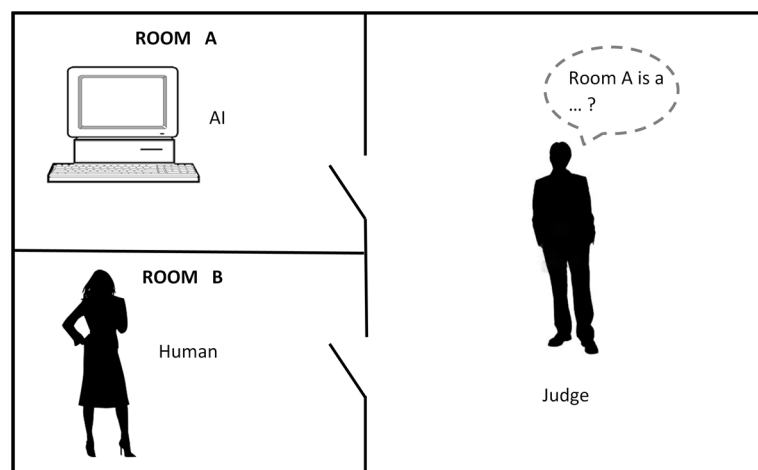 ROOM A
AI
Room A is a
... ?
ROOM B
Human
Judge